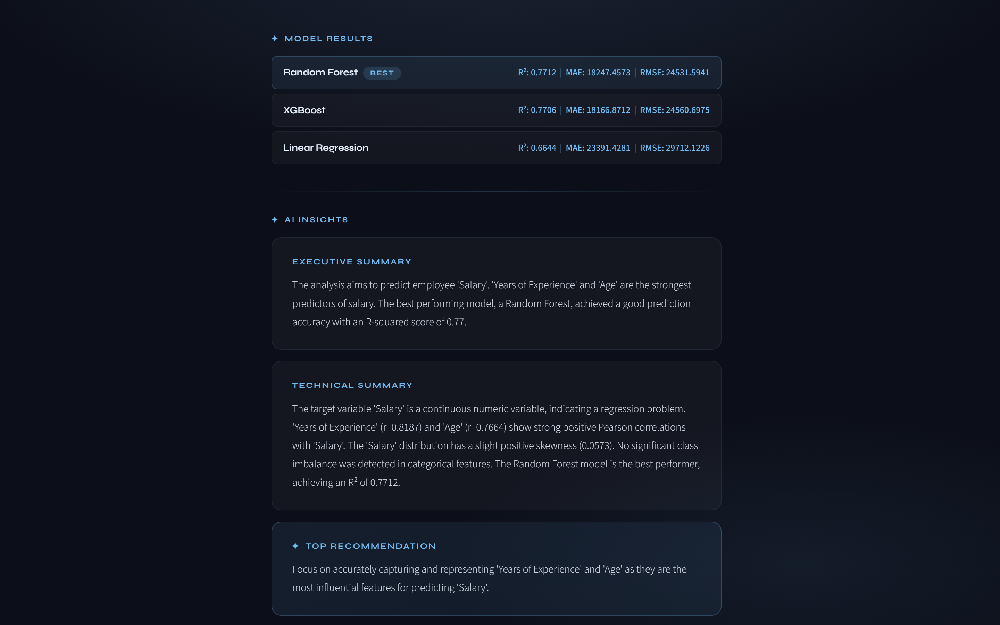 ✦ MODEL RESULTS
Random Forest BEST R²: 0.7712 | MAE: 18247.4573 | RMSE: 24531.5941
XGBoost R²: 0.7706 | MAE: 18166.8712 | RMSE: 24560.6975
Linear Regression R²: 0.6644 | MAE: 23391.4281 | RMSE: 29712.1226
✦ AI INSIGHTS
EXECUTIVE SUMMARY
The analysis aims to predict employee 'Salary'. 'Years of Experience' and 'Age' are the strongest
predictors of salary. The best performing model, a Random Forest, achieved a good prediction
accuracy with an R-squared score of 0.77.
TECHNICAL SUMMARY
The target variable 'Salary' is a continuous numeric variable, indicating a regression problem.
'Years of Experience' (r=0.8187) and 'Age' (r=0.7664) show strong positive Pearson correlations
with 'Salary'. The 'Salary' distribution has a slight positive skewness (0.0573). No significant class
imbalance was detected in categorical features. The Random Forest model is the best performer,
achieving an R² of 0.7712.
✦ TOP RECOMMENDATION
Focus on accurately capturing and representing 'Years of Experience' and 'Age' as they are the
most influential features for predicting 'Salary'.